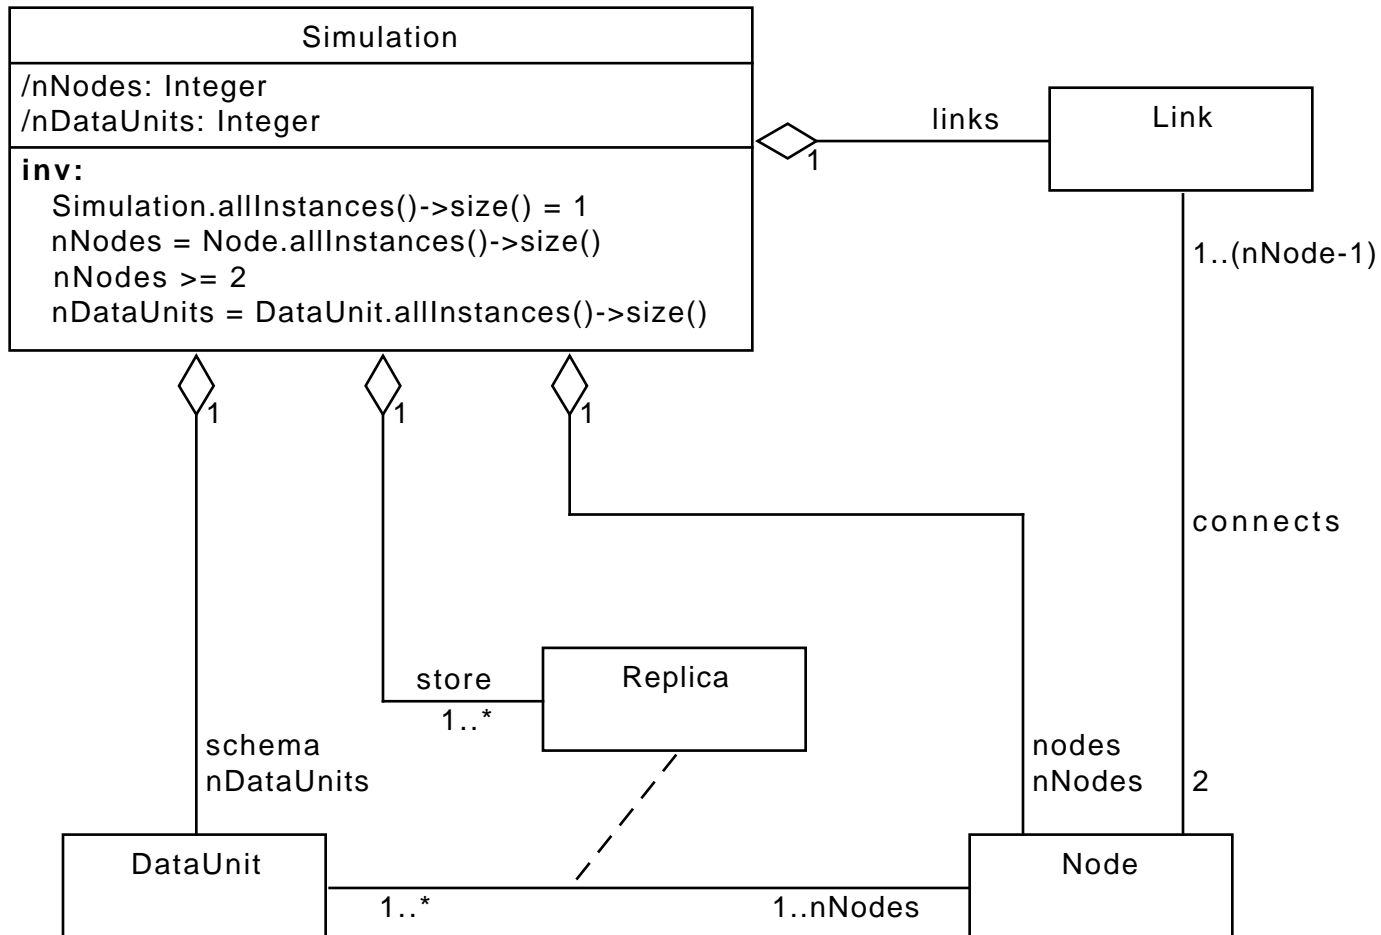 Simulation
/nNodes: Integer
/nDataUnits: Integer
inv:
Simulation.allInstances()->size() = 1
nNodes = Node.allInstances()->size()
nNodes >= 2
nDataUnits = DataUnit.allInstances()->size()
links
1
Link
1..(nNode-1)
1
1
1
connects
store
1..*
Replica
schema
nDataUnits
nodes
nNodes
2
DataUnit
Node
1..*
1..nNodes